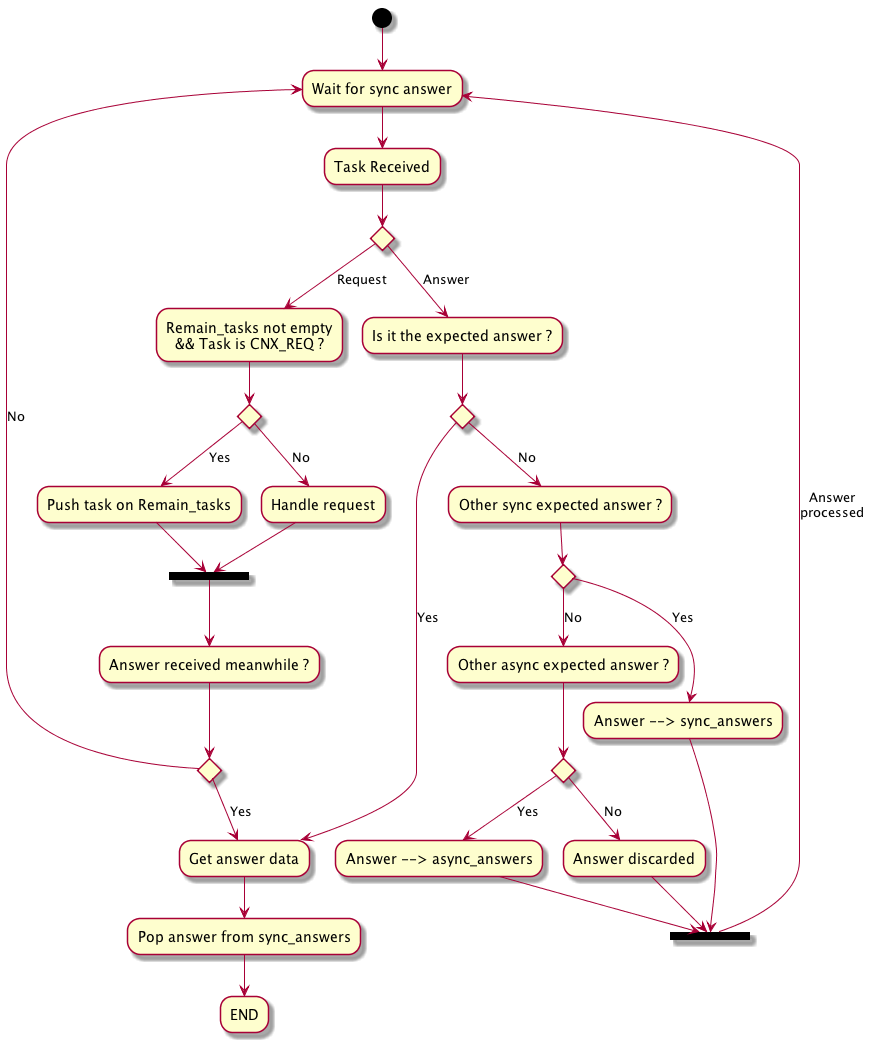 Wait for sync answer
Task Received
Request
Answer
Remain_tasks not empty
&& Task is CNX_REQ ?
Is it the expected answer ?
No
Yes
No
No
Push task on Remain_tasks
Handle request
Other sync expected answer ?
Answer
processed
Yes
No
Yes
Answer received meanwhile ?
Other async expected answer ?
Answer --> sync_answers
Yes
Yes
No
Get answer data
Answer --> async_answers
Answer discarded
Pop answer from sync_answers
END